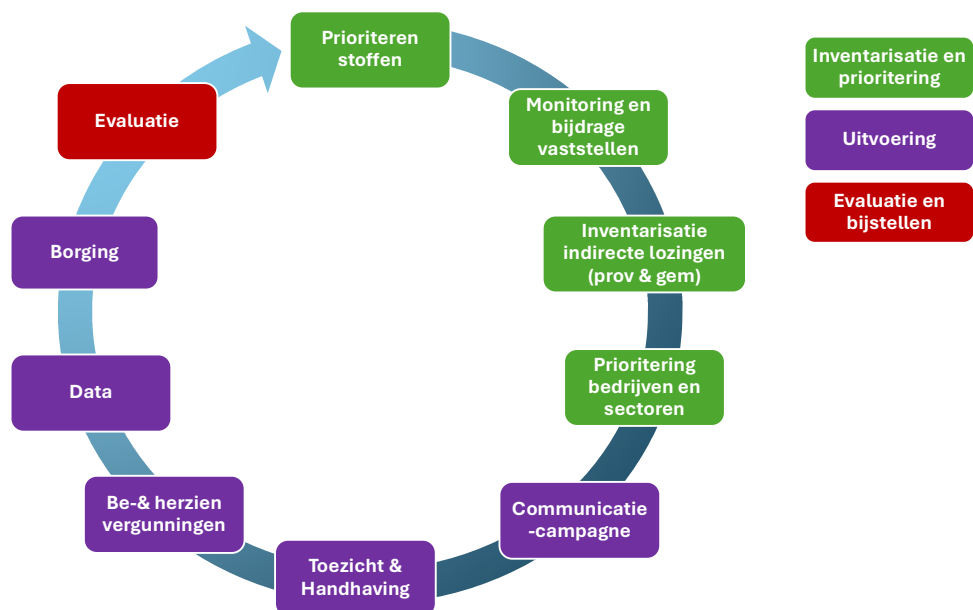 Prioriteren
stoffen
Monitoring en
bijdrage
vaststellen
Inventarisatie
indirecte lozingen
(prov & gem)
Prioritering
bedrijven en
sectoren
Communicatie
-campagne
Toezicht &
Handhaving
Be-& herzien
vergunningen
Data
Borging
Evaluatie
Inventarisatie en
prioritering
Uitvoering
Evaluatie en
bijstellen